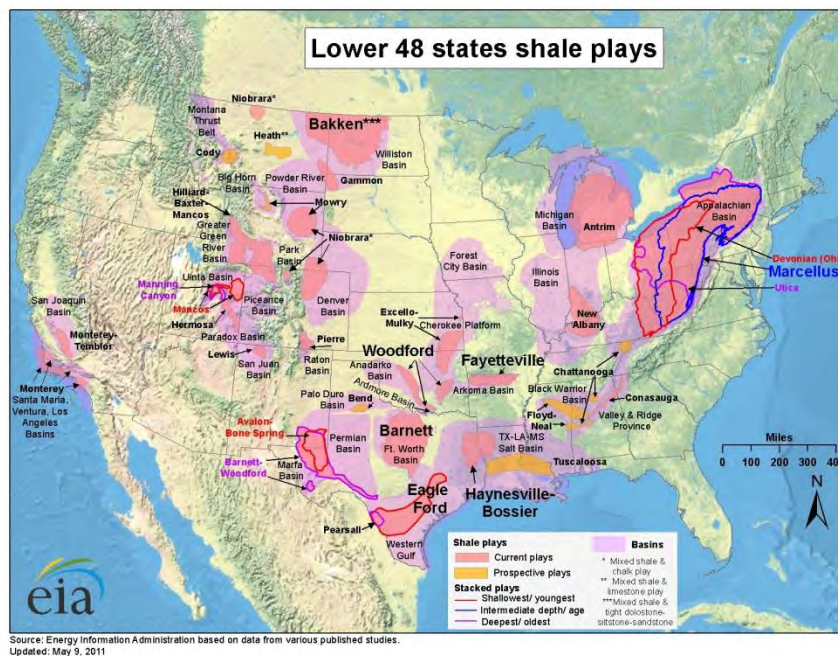 Lower 48 states shale plays
Niobrara*
Montana
Thrust
Belt
Heath**
Bakken***
Cody
Williston
Basin
Big Horn
Basin
Powder River
Basin
Gammon
Hilliard-
Baxter-
Mancos
Mowry
Greater
Green
River
Basin
Park
Basin
Niobrara*
Michigan
Basin
Antrim
Appalachian
Basin
Devonian (Oh
Marcellus
Utica
Uinta Basin
Manning
Canyon
Mancos
Piceance
Basin
Denver
Basin
Forest
City Basin
Illinois
Basin
San Joaquin
Basin
Hermosa
Paradox Basin
Excello-
Mulky
Cherokee Platform
New
Albany
Monterey-
Temblor
Lewis
San Juan
Basin
Pierre
Raton
Basin
Woodford
Anadarko
Basin
Fayetteville
Chattanooga
Monterey
Santa Maria,
Ventura, Los
Angeles
Basins
Palo Duro
Basin
Bend
Ardmore Basin
Arkoma Basin
Black Warrior
Basin
Conasauga
Floyd-
Neal
Valley & Ridge
Province
Avalon-
Bone Spring
Permian
Basin
Barnett
Ft. Worth
Basin
TX-LA-MS
Salt Basin
Tuscaloosa
Barnett-
Woodford
Marfa
Basin
Eagle
Ford
Haynesville-
Bossier
Pearsall
Western
Gulf
Miles
0 100 200 300 40
N
Shale plays
Current plays
Prospective plays
Stacked plays
Shallowest/ youngest
Intermediate depth/ age
Deepest/ oldest
Basins
* Mixed shale &
chalk play
** Mixed shale &
limestone play
***Mixed shale &
tight dolostone-
siltstone-sandstone
eia
Source: Energy Information Administration based on data from various published studies.
Updated: May 9, 2011